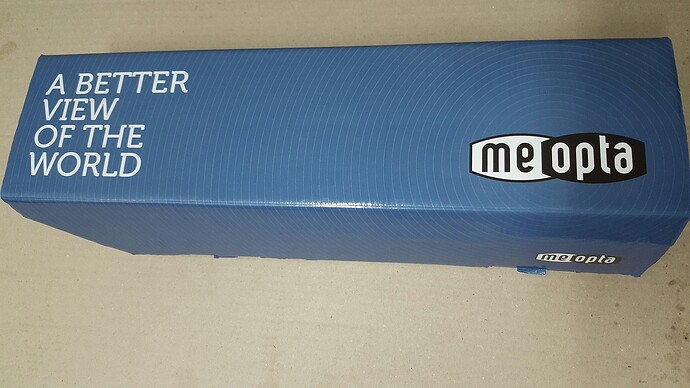 A BETTER
VIEW
OF THE
WORLD
meopta
meopta